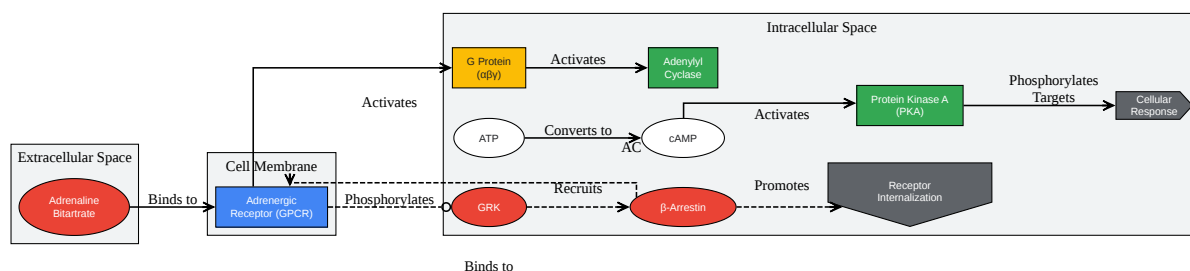 Intracellular Space
G Protein
(αβγ)
Activates
Adenylyl
Cyclase
Activates
Phosphorylates
Targets
Protein Kinase A
(PKA)
Cellular
Response
Activates
ATP
Converts to
AC
cAMP
Extracellular Space
Cell Membrane
Adrenaline
Bitartrate
Binds to
Adrenergic
Receptor (GPCR)
Phosphorylates
GRK
Recruits
β-Arrestin
Promotes
Receptor
Internalization
Binds to